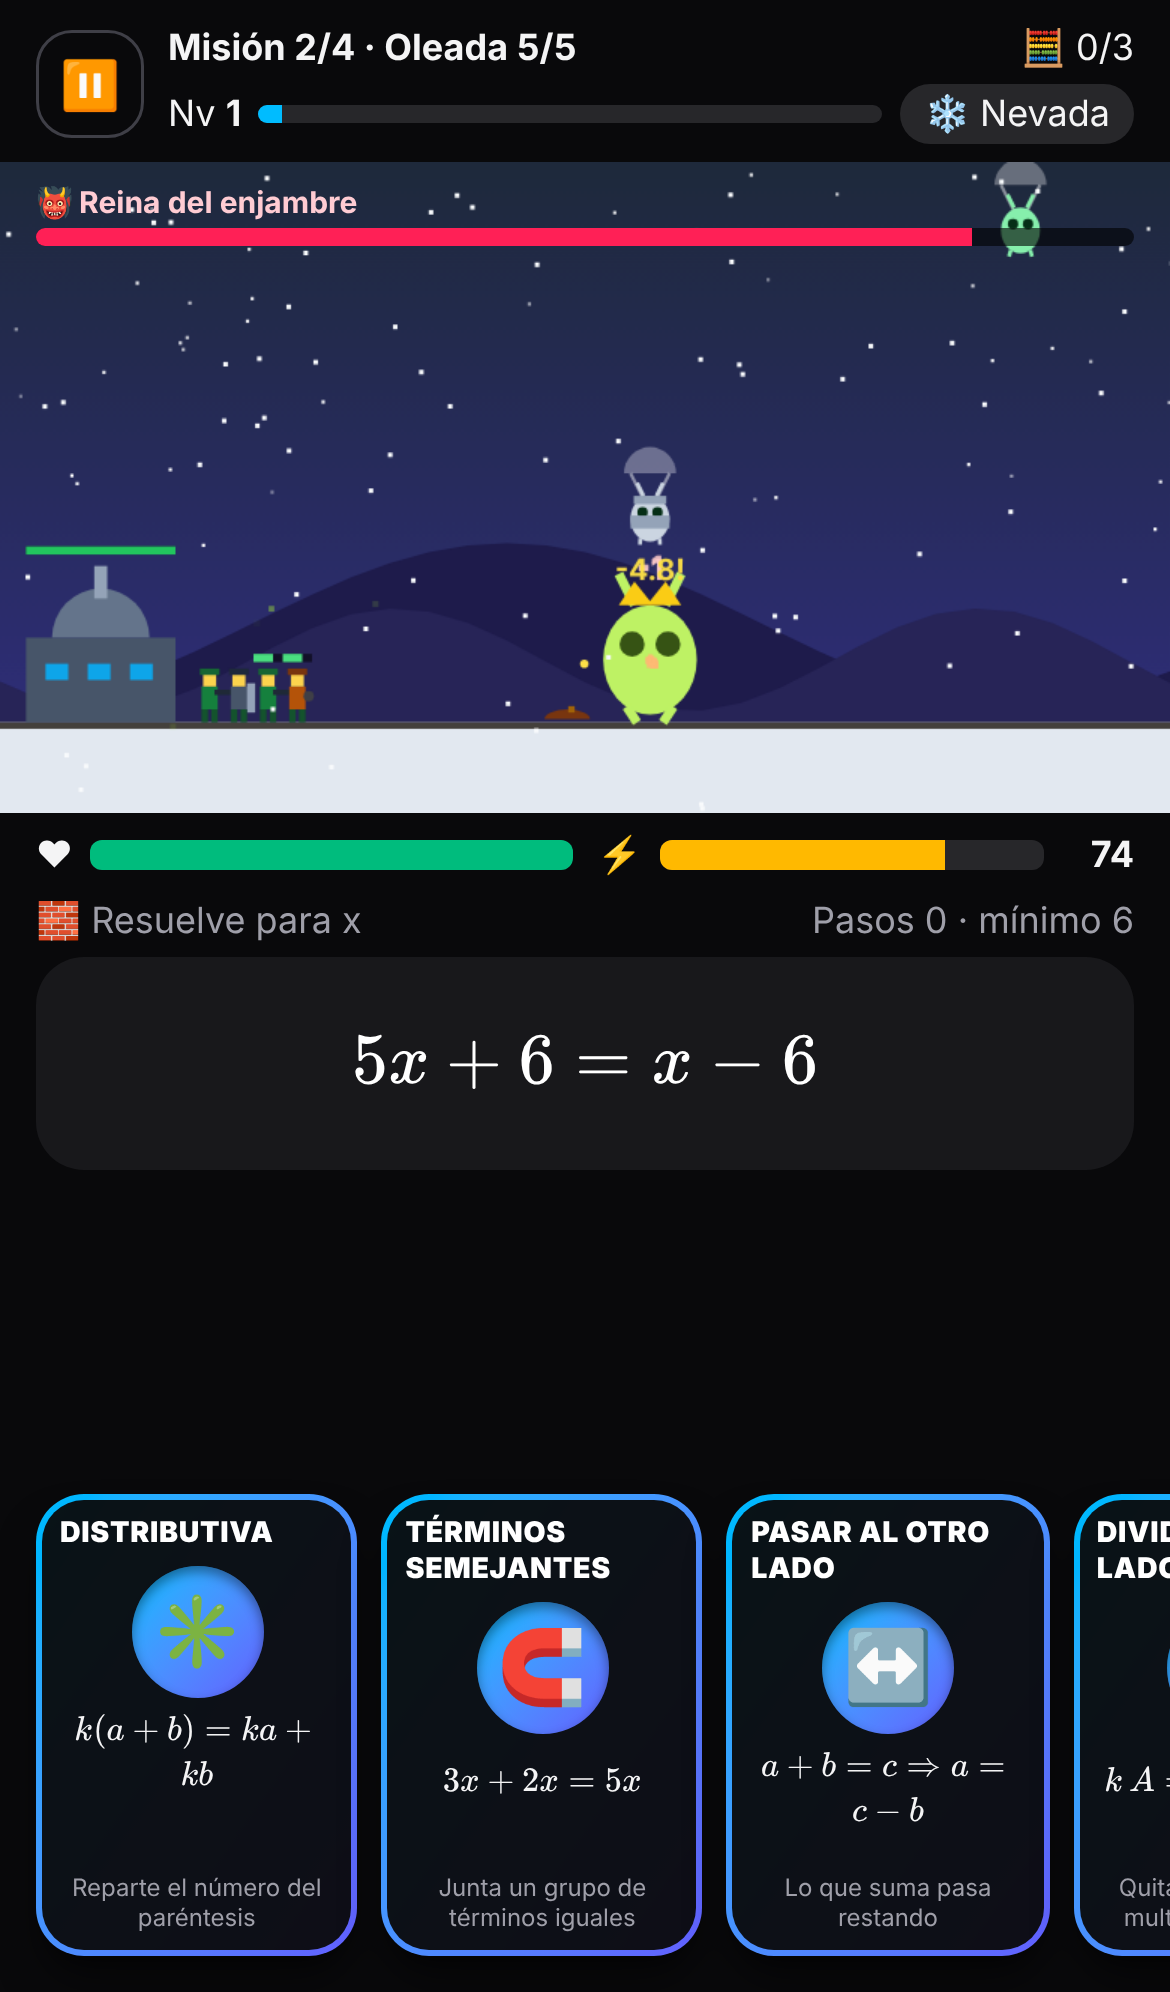 Misión 2/4 · Oleada 5/5
🧮 0/3
Nv 1
❄️ Nevada
👹 Reina del enjambre
♥
⚡
74
🧱 Resuelve para x
Pasos 0 · mínimo 6
5x + 6 = x − 6
DISTRIBUTIVA
k(a + b) = ka +
kb
Reparte el número del
paréntesis
TÉRMINOS
SEMEJANTES
3x + 2x = 5x
Junta un grupo de
términos iguales
PASAR AL OTRO
LADO
a + b = c ⇒ a =
c − b
Lo que suma pasa
restando